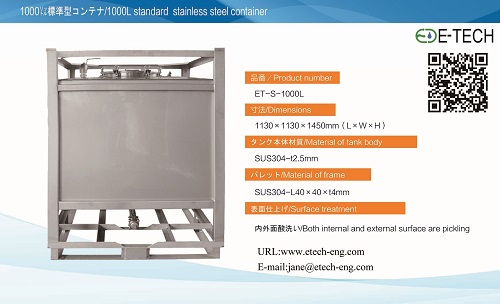 1000㍑標準型コンテナ/1000L standard stainless steel container
E-TECH
品番／Product number
ET-S-1000L
寸法/Dimensions
1130×1130×1450mm（L×W×H）
タンク本体材質/Material of tank body
SUS304-t2.5mm
パレット/Material of frame
SUS304-L40×40×t4mm
表面仕上げ/Surface treatment
内外面酸洗い/Both internal and external surface are pickling
URL:www.etech-eng.com
E-mail:jane@etech-eng.com